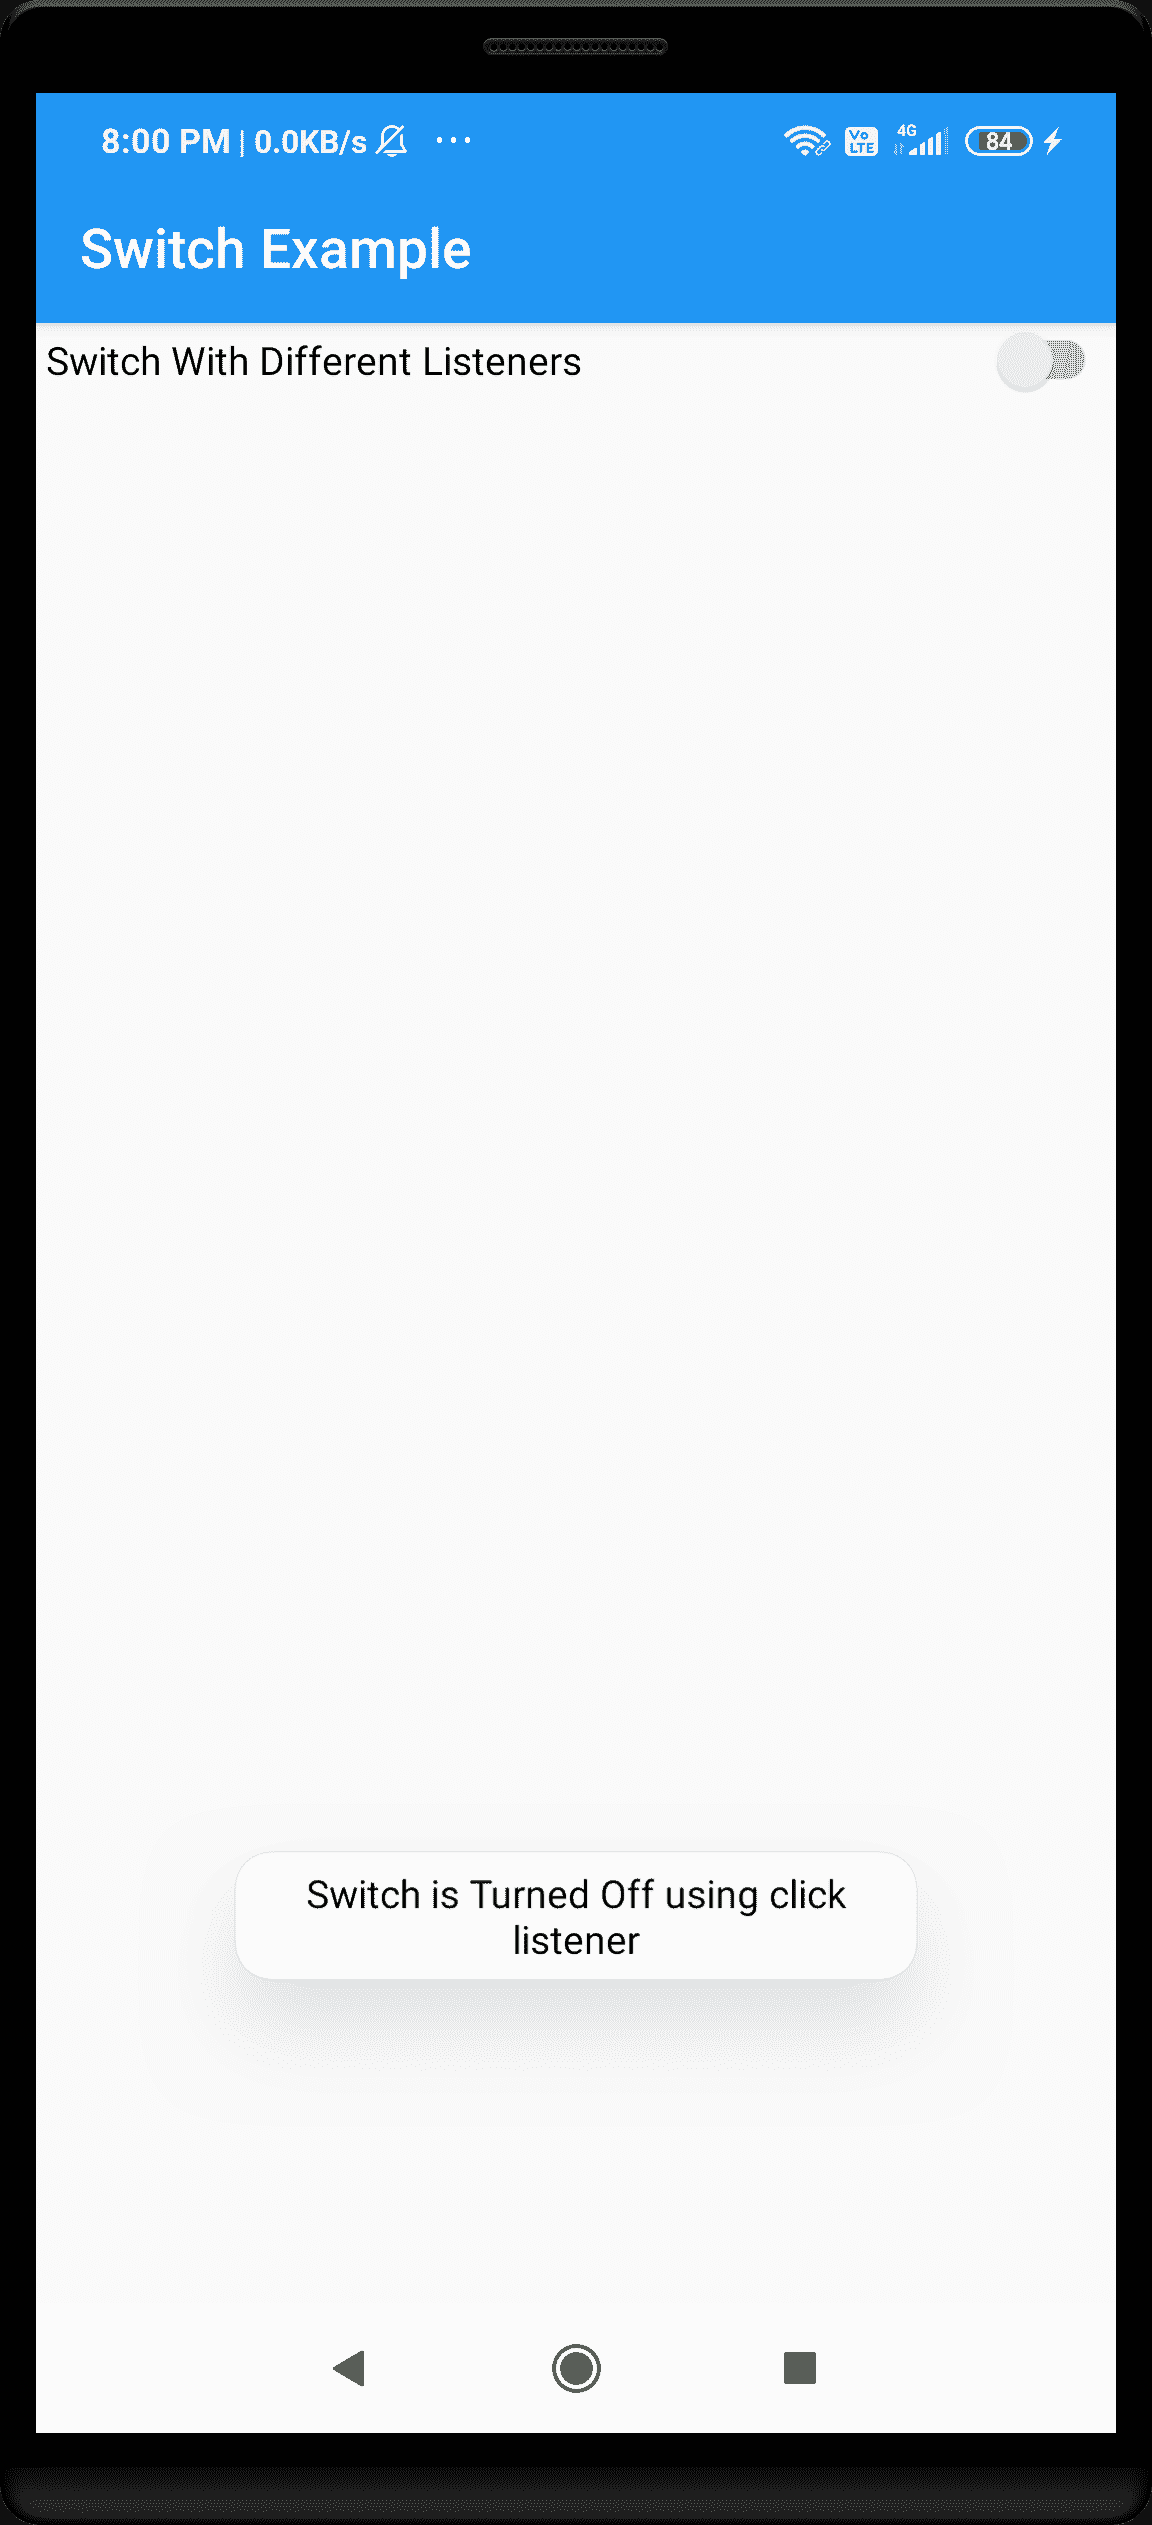 8:00 PM | 0.0KB/s ...
Vo LTE 4G 84
Switch Example
Switch With Different Listeners
Switch is Turned Off using click
listener